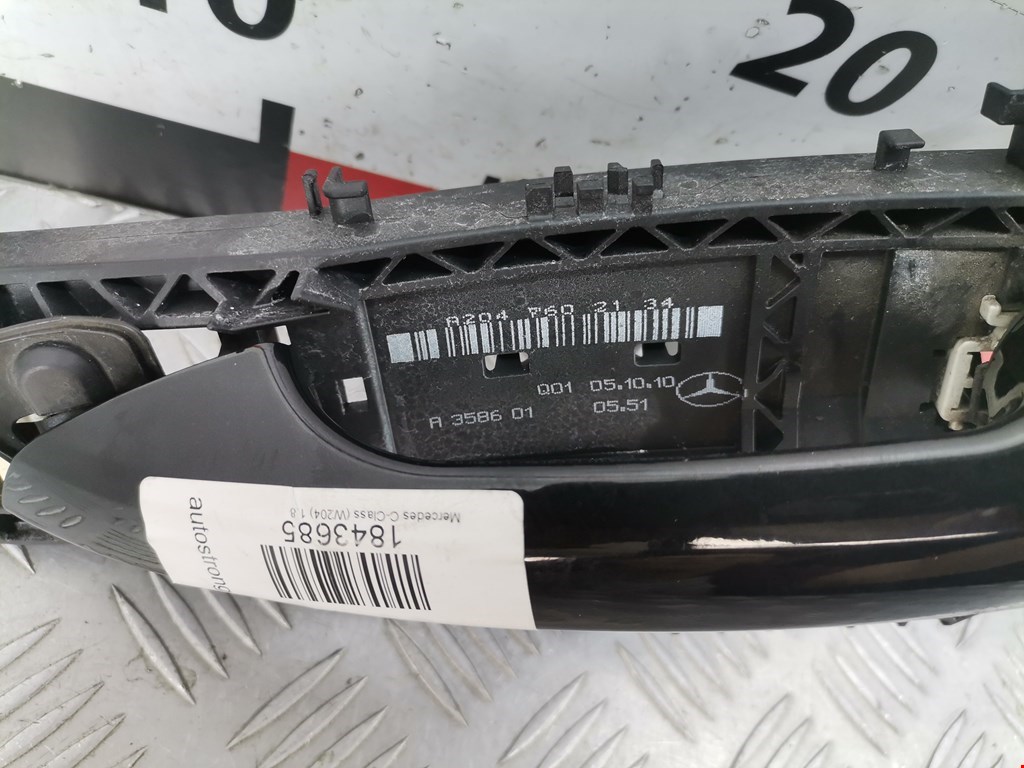 20
A204 760 21 34
Q01 05.10.10
A 3586 01 05.51
autostrong
1843685
Mercedes C-Class (W204) 1.8